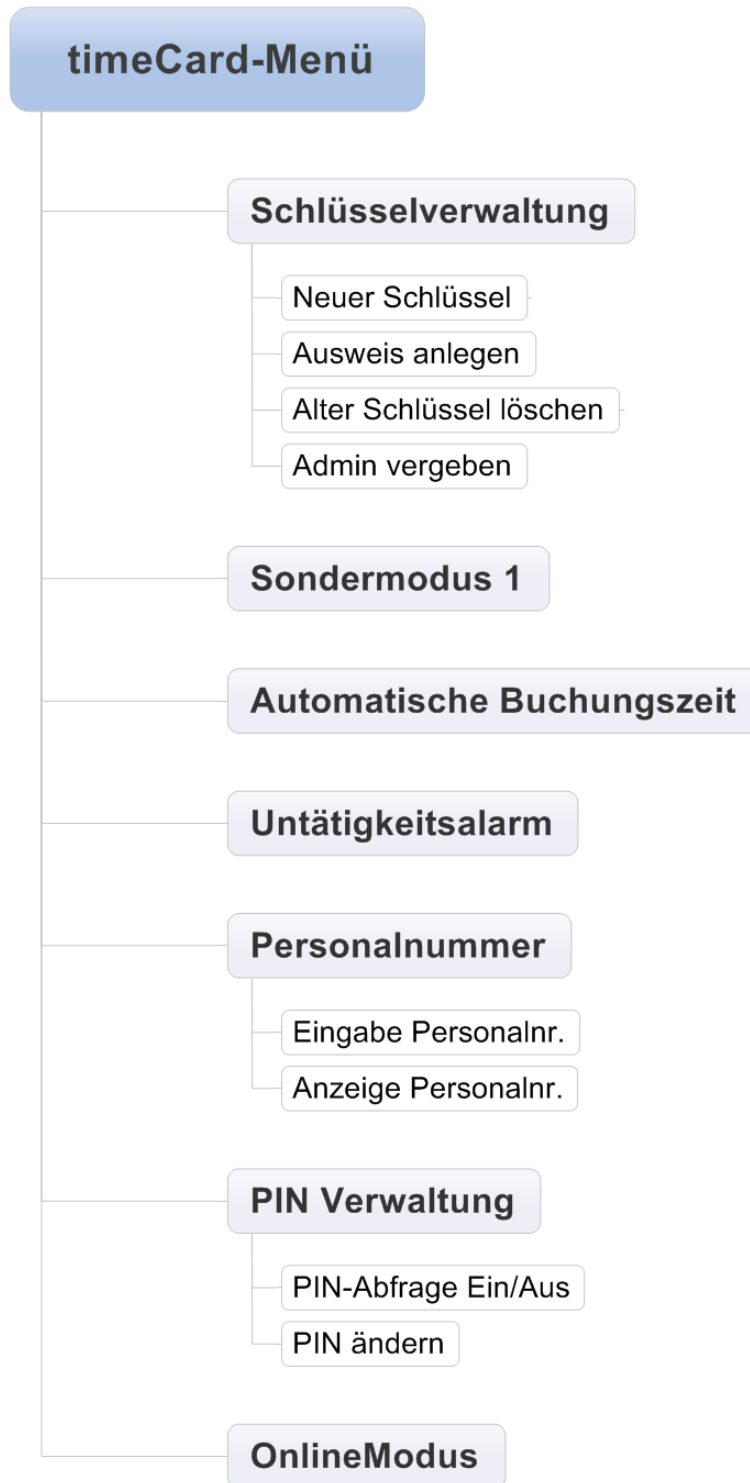 timeCard-Menü
Schlüsselverwaltung
Neuer Schlüssel
Ausweis anlegen
Alter Schlüssel löschen
Admin vergeben
Sondermodus 1
Automatische Buchungszeit
Untätigkeitsalarm
Personalnummer
Eingabe Personalnr.
Anzeige Personalnr.
PIN Verwaltung
PIN-Abfrage Ein/Aus
PIN ändern
OnlineModus